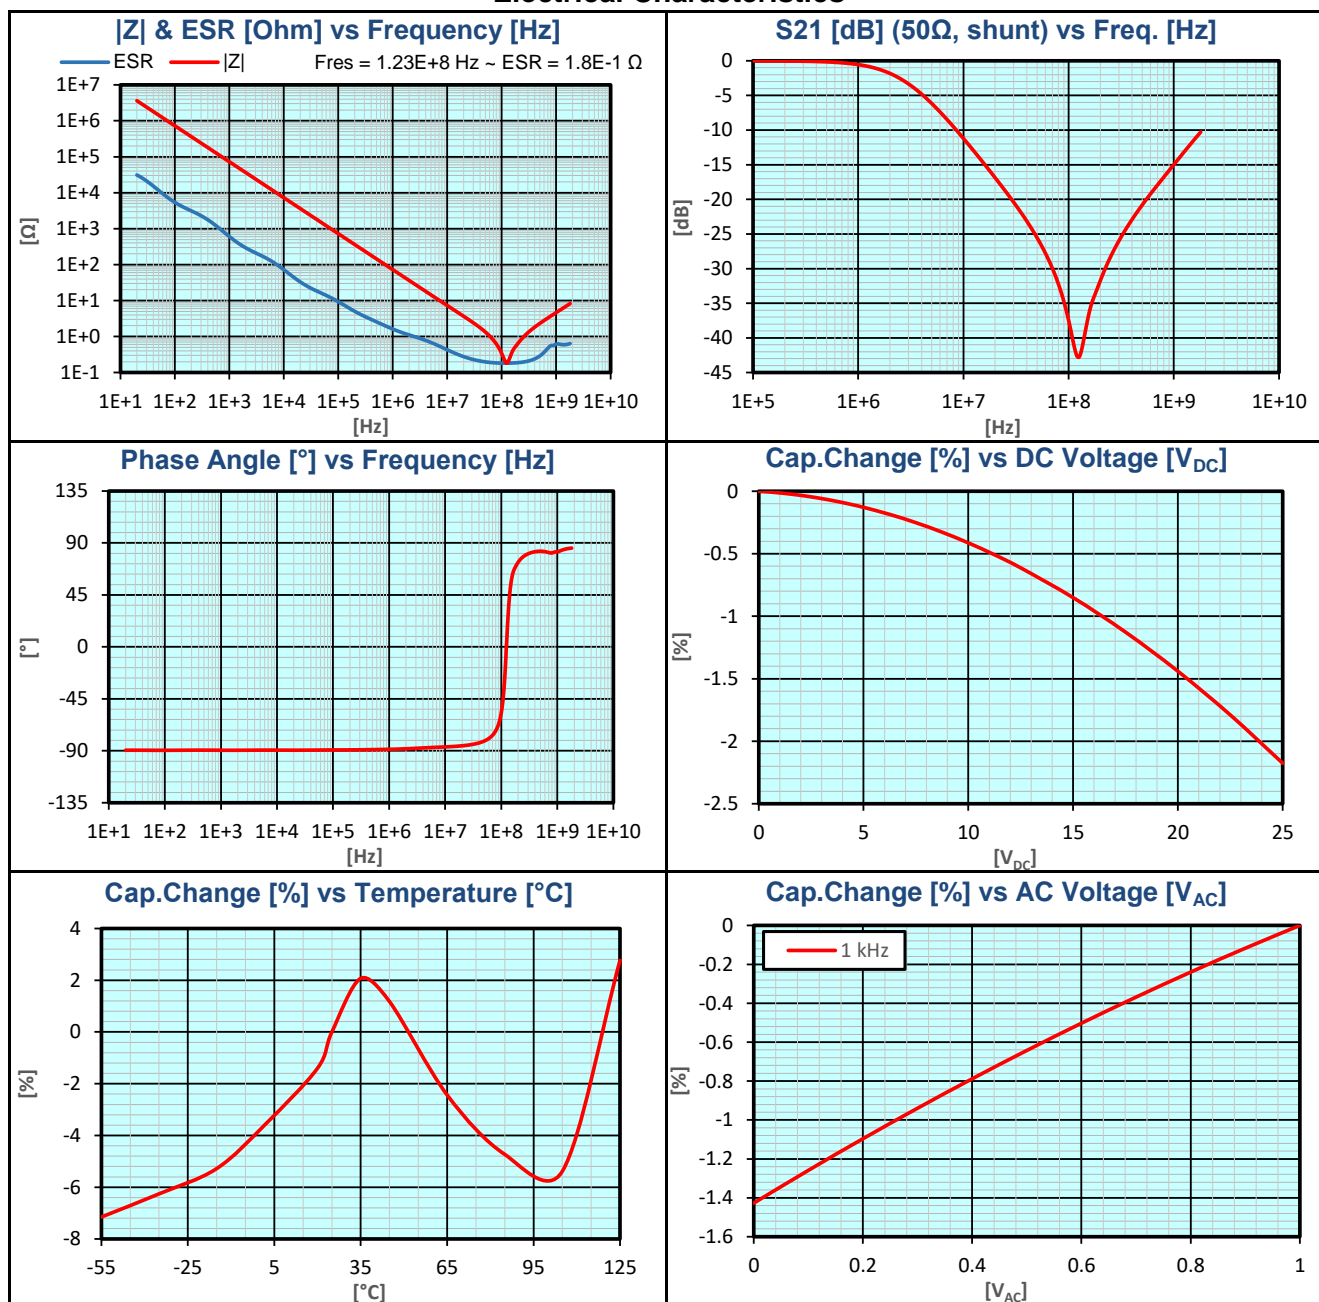 |Z| & ESR [Ohm] vs Frequency [Hz]
ESR |Z| Fres = 1.23E+8 Hz ~ ESR = 1.8E-1 Ω
1E+7
1E+6
1E+5
1E+4
1E+3
1E+2
1E+1
1E+0
1E-1
[Ω]
1E+1 1E+2 1E+3 1E+4 1E+5 1E+6 1E+7 1E+8 1E+9 1E+10
[Hz]
S21 [dB] (50Ω, shunt) vs Freq. [Hz]
0
-5
-10
-15
-20
-25
-30
-35
-40
-45
[dB]
1E+5 1E+6 1E+7 1E+8 1E+9 1E+10
[Hz]
Phase Angle [°] vs Frequency [Hz]
135
90
45
0
-45
-90
-135
[°]
1E+1 1E+2 1E+3 1E+4 1E+5 1E+6 1E+7 1E+8 1E+9 1E+10
[Hz]
Cap.Change [%] vs DC Voltage [VDC]
0
-0.5
-1
-1.5
-2
-2.5
[%]
0 5 10 15 20 25
[VDC]
Cap.Change [%] vs Temperature [°C]
4
2
0
-2
-4
-6
-8
[%]
-55 -25 5 35 65 95 125
[°C]
Cap.Change [%] vs AC Voltage [VAC]
1 kHz
0
-0.2
-0.4
-0.6
-0.8
-1
-1.2
-1.4
-1.6
[%]
0 0.2 0.4 0.6 0.8 1
[VAC]